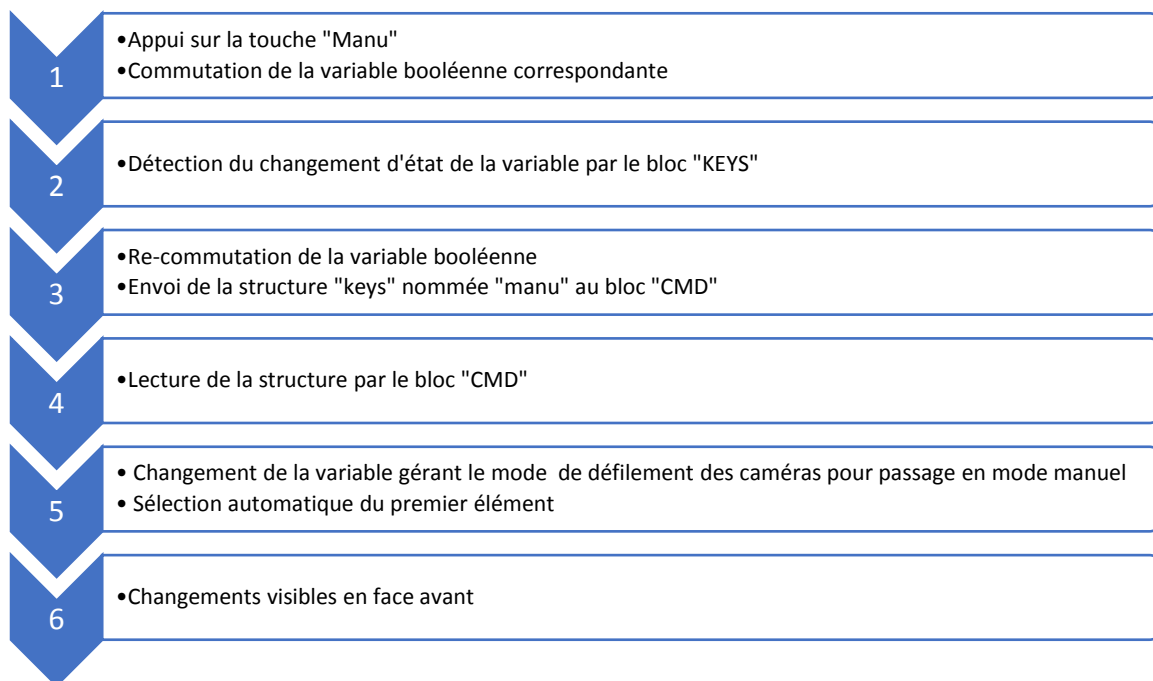 1
•Appui sur la touche "Manu"
•Commutation de la variable booléenne correspondante
2
•Détection du changement d'état de la variable par le bloc "KEYS"
3
•Re-commutation de la variable booléenne
•Envoi de la structure "keys" nommée "manu" au bloc "CMD"
4
•Lecture de la structure par le bloc "CMD"
5
• Changement de la variable gérant le mode de défilement des caméras pour passage en mode manuel
• Sélection automatique du premier élément
6
•Changements visibles en face avant